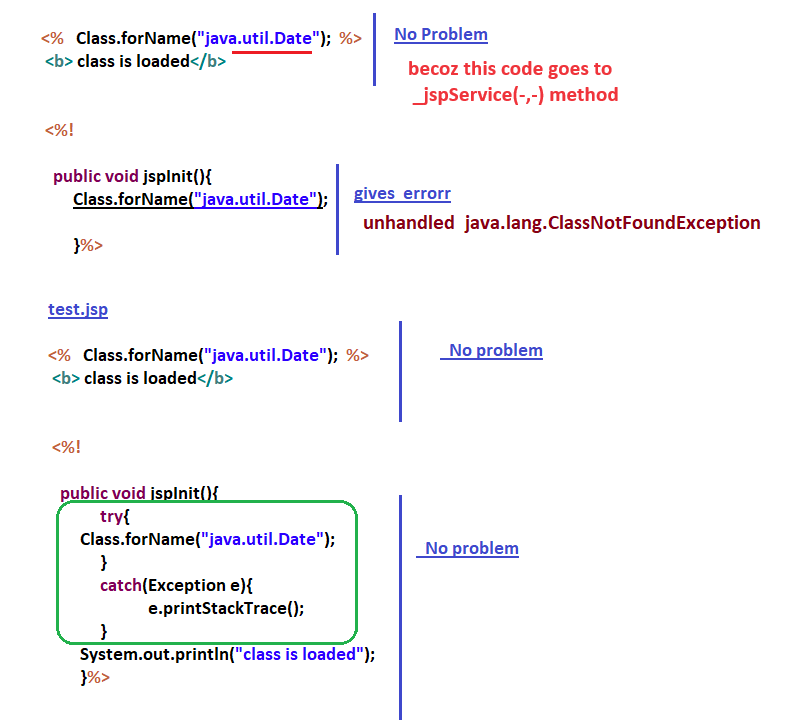 <% Class.forName("java.util.Date"); %>
<b> class is loaded</b>
No Problem
becoz this code goes to
_jspService(-,-) method
<%!
public void jspInit(){
Class.forName("java.util.Date");
}%>
gives errorr
unhandled java.lang.ClassNotFoundException
test.jsp
<% Class.forName("java.util.Date"); %>
<b> class is loaded</b>
No problem
<%!
public void jspInit(){
try{
Class.forName("java.util.Date");
}
catch(Exception e){
e.printStackTrace();
}
System.out.println("class is loaded");
}%>
No problem